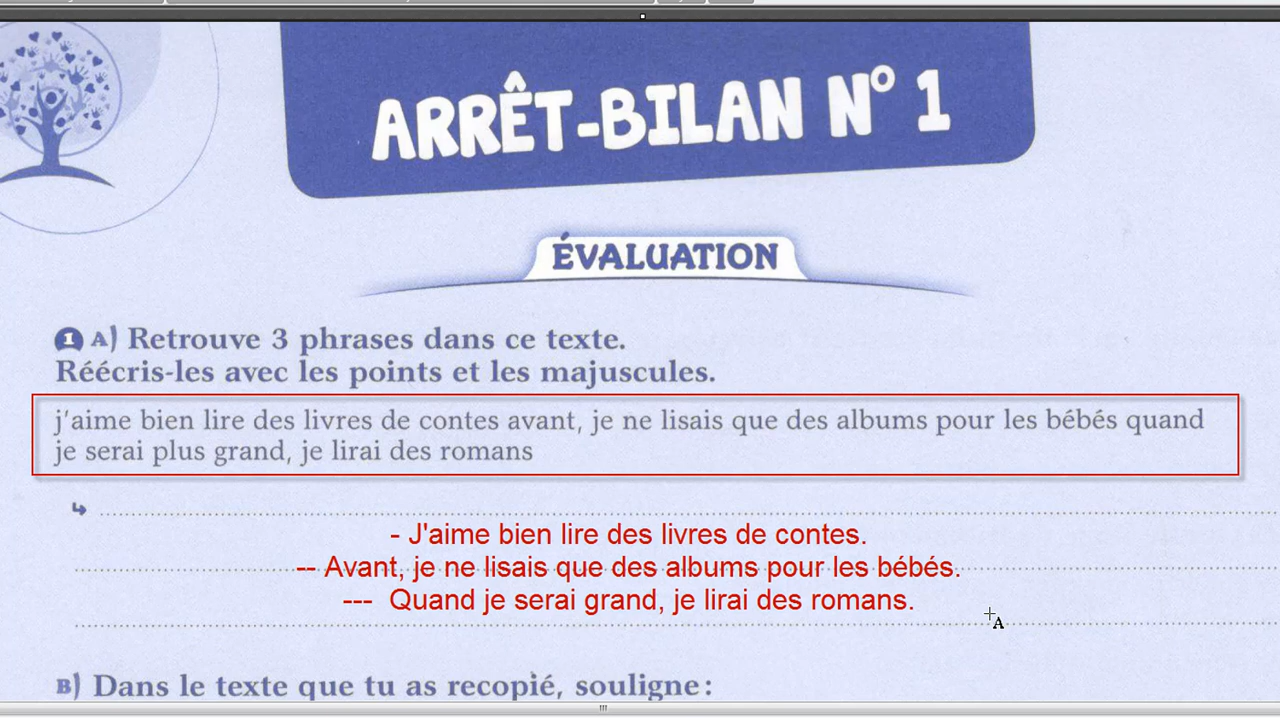 ARRÊT-BILAN N° 1
ÉVALUATION
1 A) Retrouve 3 phrases dans ce texte.
Réécris-les avec les points et les majuscules.
j'aime bien lire des livres de contes avant, je ne lisais que des albums pour les bébés quand
je serai plus grand, je lirai des romans
- J'aime bien lire des livres de contes.
-- Avant, je ne lisais que des albums pour les bébés.
--- Quand je serai grand, je lirai des romans.
B) Dans le texte que tu as recopié, souligne :